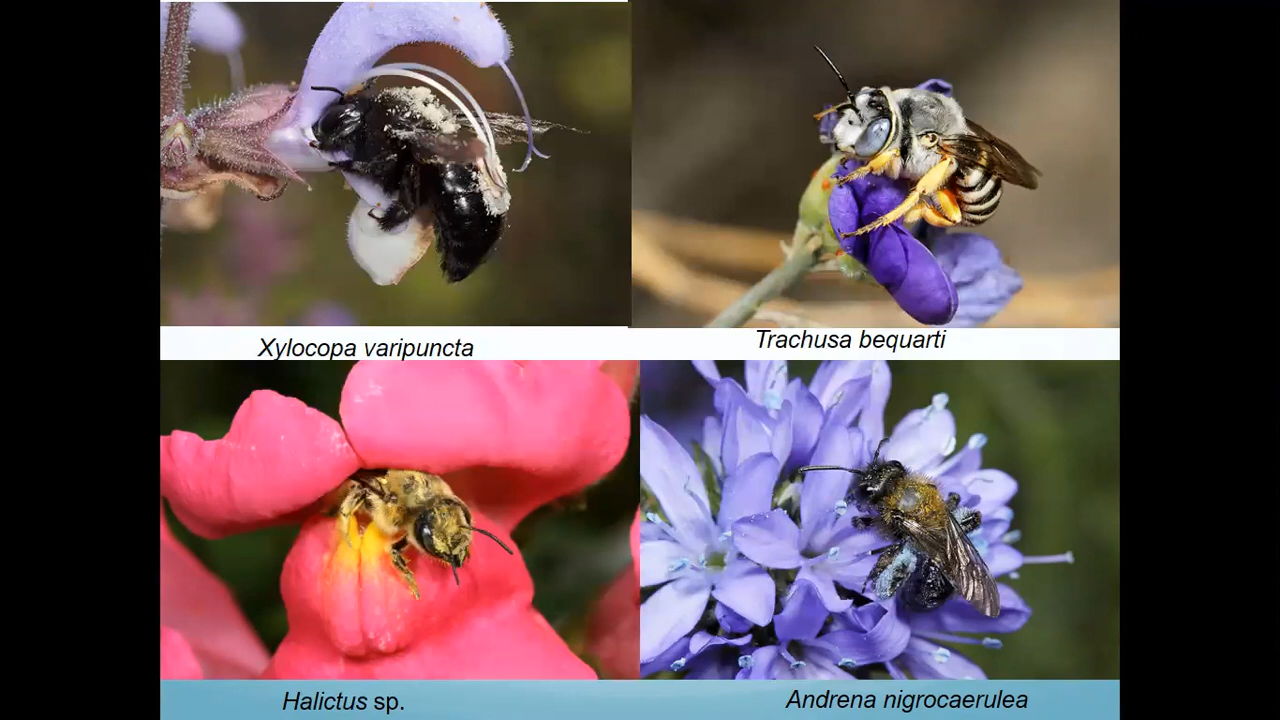 Xylocopa varipuncta
Trachusa bequarti
Halictus sp.
Andrena nigrocaerulea